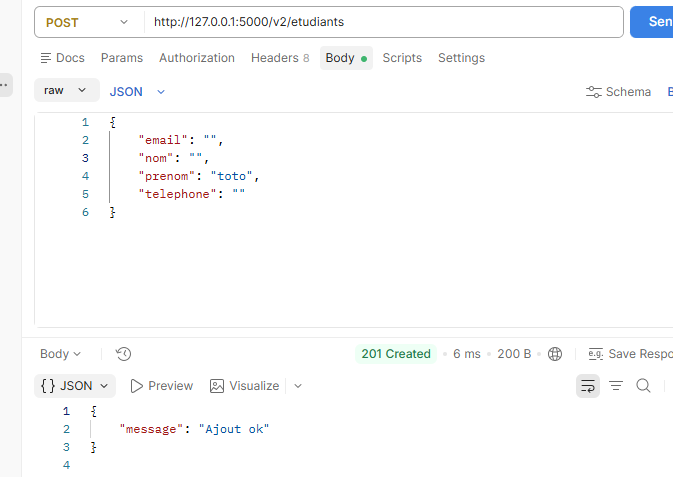 POST http://127.0.0.1:5000/v2/etudiants Sen
Docs Params Authorization Headers 8 Body Scripts Settings
raw JSON Schema B
1 {
2 "email": "",
3 "nom": "",
4 "prenom": "toto",
5 "telephone": ""
6 }
Body 201 Created • 6 ms • 200 B • e.g. Save Respo
{} JSON Preview Visualize
1 {
2 "message": "Ajout ok"
3 }
4